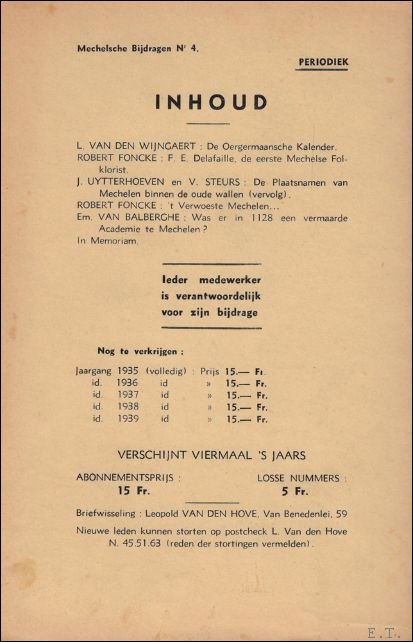 Mechelsche Bijdragen Nr 4.
PERIODIEK
INHOUD
L. VAN DEN WIJNGAERT : De Oergermaansche Kalender.
ROBERT FONCKE : F. E. Delafaille, de eerste Mechelse Fol-
klorist.
J. UYTTERHOEVEN en V. STEURS : De Plaatsnamen van
Mechelen binnen de oude wallen (vervolg).
ROBERT FONCKE : 't Verwoeste Mechelen...
Em. VAN BALBERGHE : Was er in 1128 een vermaarde
Academie te Mechelen ?
In Memoriam.
Ieder medewerker
is verantwoordelijk
voor zijn bijdrage
Nog te verkrijgen :
Jaargang 1935 (volledig) : Prijs 15.— Fr.
id. 1936 id » 15.— Fr.
id. 1937 id » 15.— Fr.
id. 1938 id » 15.— Fr.
id. 1939 id » 15.— Fr.
VERSCHIJNT VIERMAAL 'S JAARS
ABONNEMENTSPRIJS : LOSSE NUMMERS :
15 Fr. 5 Fr.
Briefwisseling : Leopold VAN DEN HOVE, Van Benedenlei, 59
Nieuwe leden kunnen storten op postcheck L. Van den Hove
N. 45.51.63 (reden der stortingen vermelden).
E.T.